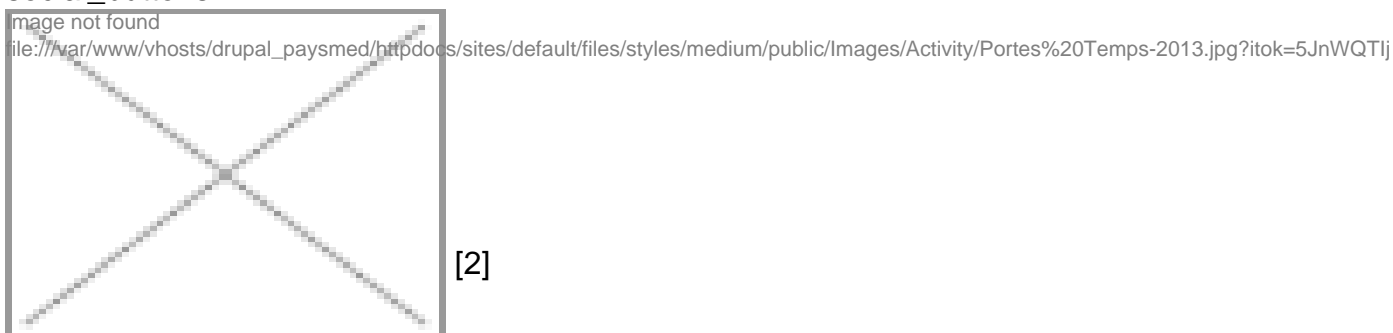 Image not found
file:///var/www/vhosts/drupal_paysmed/httpdocs/sites/default/files/styles/medium/public/Images/Activity/Portes%20Temps-2013.jpg?itok=5JnWQTIj
[2]